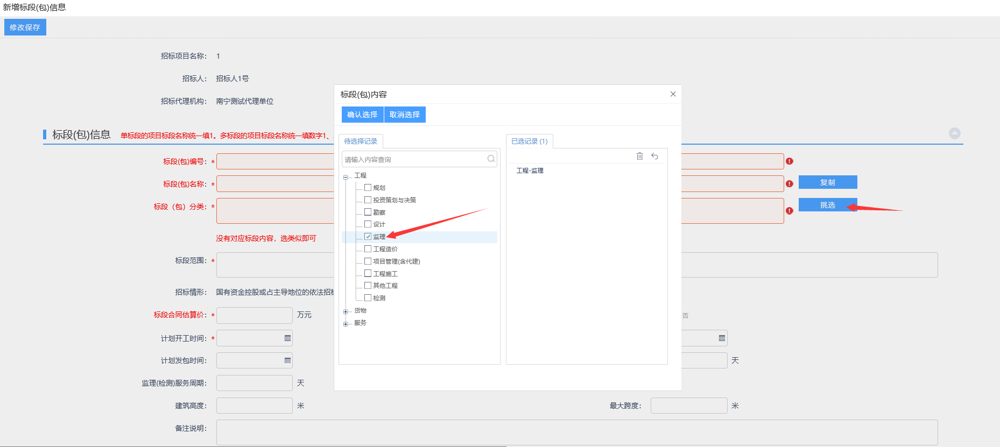 新增标段(包)信息
修改保存
招标项目名称： 1
招标人： 招标人1号
招标代理机构： 南宁测试代理单位
标段(包)信息 单标段的项目标段名称统一填1。多标段的项目标段名称统一填数字1、
标段(包)编号： *
标段(包)名称： * 复制
标段（包）分类： * 挑选
没有对应标段内容，选类似即可
标段范围： *
招标情形： 国有资金控股或占主导地位的依法招
标段合同估算价： * 万元 否
计划开工时间： *
计划发包时间： 天
监理(检测)服务周期： 天
建筑高度： 米 最大跨度： 米
备注说明：
标段(包)内容
确认选择 取消选择
待选择记录
请输入内容查询
工程
规划
投资策划与决策
勘察
设计
监理
工程造价
项目管理(含代建)
工程施工
其他工程
检测
货物
服务
已选记录 (1)
工程-监理